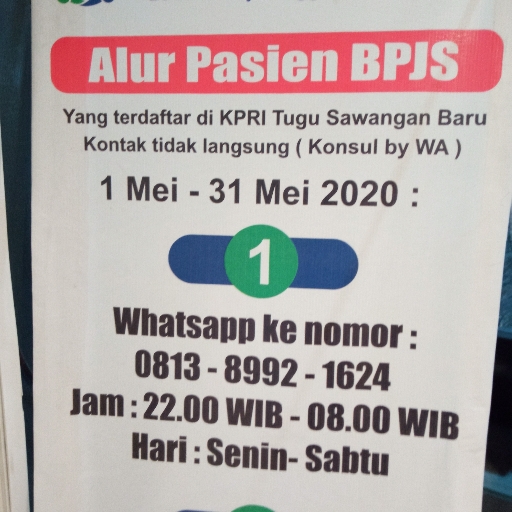 Alur Pasien BPJS
Yang terdaftar di KPRI Tugu Sawangan Baru
Kontak tidak langsung ( Konsul by WA )
1 Mei - 31 Mei 2020 :
1
Whatsapp ke nomor :
0813 - 8992 - 1624
Jam : 22.00 WIB - 08.00 WIB
Hari : Senin- Sabtu